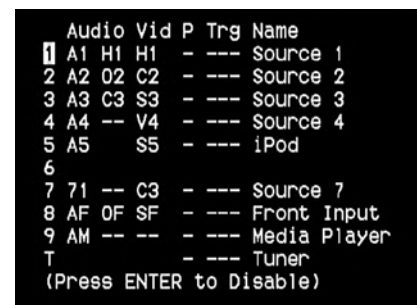 Audio Vid P Trg Name
1 A1 H1 H1 - --- Source 1
2 A2 O2 C2 - --- Source 2
3 A3 C3 S3 - --- Source 3
4 A4 -- V4 - --- Source 4
5 A5 S5 - --- iPod
6
7 71 -- C3 - --- Source 7
8 AF OF SF - --- Front Input
9 AM -- -- - --- Media Player
T - --- Tuner
(Press ENTER to Disable)